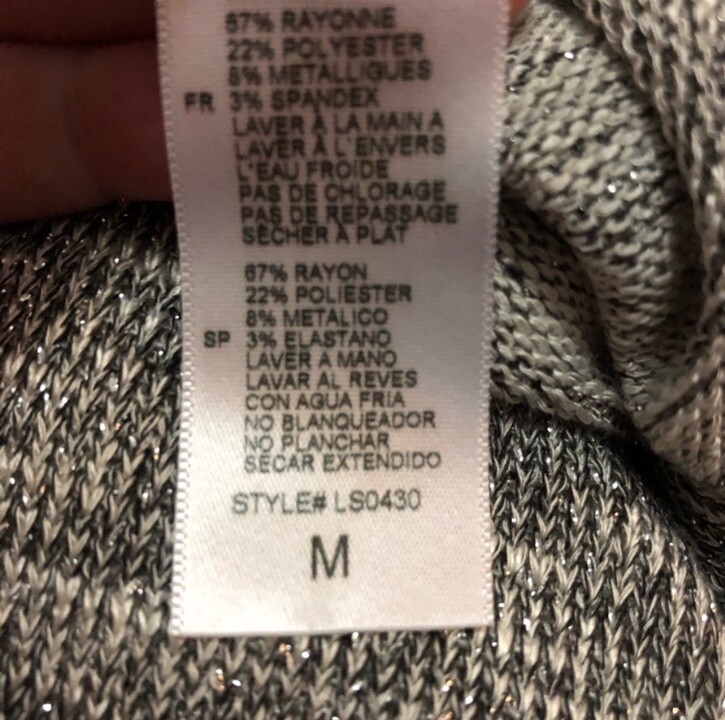 67% RAYONNE
22% POLYESTER
8% METALLIGUES
FR 3% SPANDEX
LAVER À LA MAIN A
LAVER À L'ENVERS
L'EAU FROIDE
PAS DE CHLORAGE
PAS DE REPASSAGE
SÉCHER À PLAT
67% RAYON
22% POLIESTER
8% METALICO
SP 3% ELASTANO
LAVER A MANO
LAVAR AL REVES
CON AGUA FRIA
NO BLANQUEADOR
NO PLANCHAR
SECAR EXTENDIDO
STYLE# LS0430
M